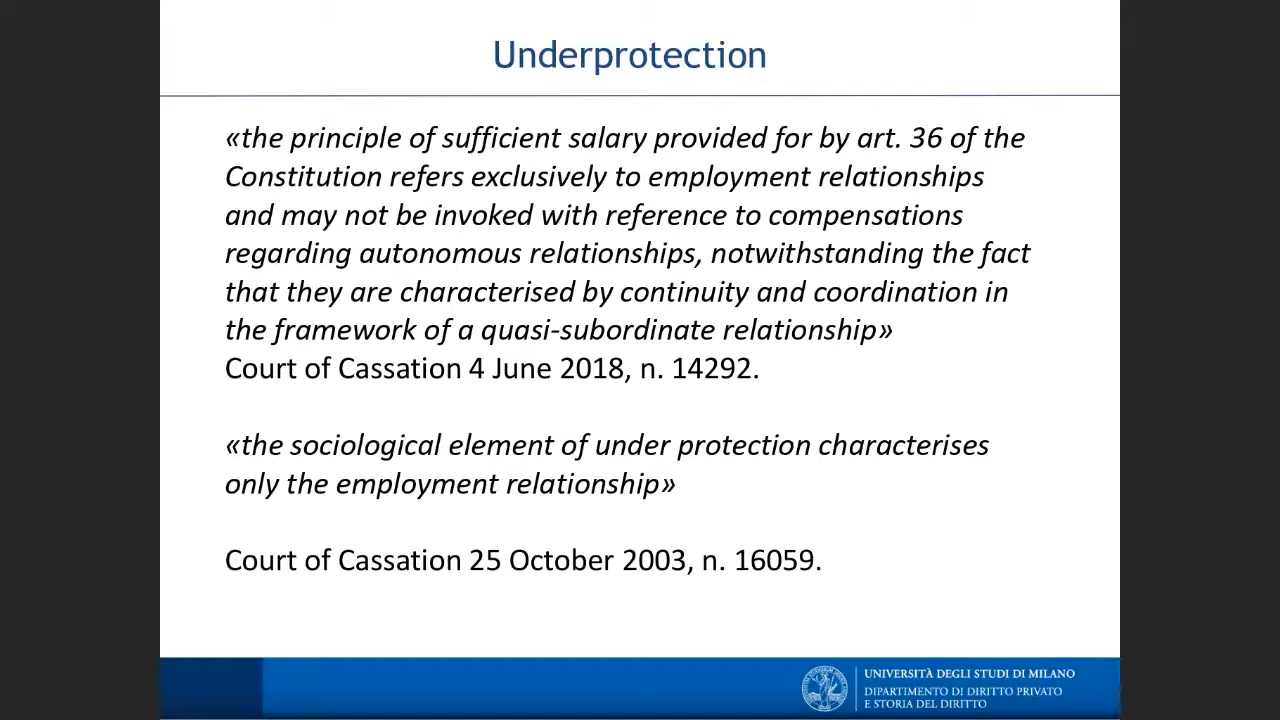 Underprotection
«the principle of sufficient salary provided for by art. 36 of the
Constitution refers exclusively to employment relationships
and may not be invoked with reference to compensations
regarding autonomous relationships, notwithstanding the fact
that they are characterised by continuity and coordination in
the framework of a quasi-subordinate relationship»
Court of Cassation 4 June 2018, n. 14292.
«the sociological element of under protection characterises
only the employment relationship»
Court of Cassation 25 October 2003, n. 16059.
UNIVERSITÀ DEGLI STUDI DI MILANO
DIPARTIMENTO DI DIRITTO PRIVATO
E STORIA DEL DIRITTO